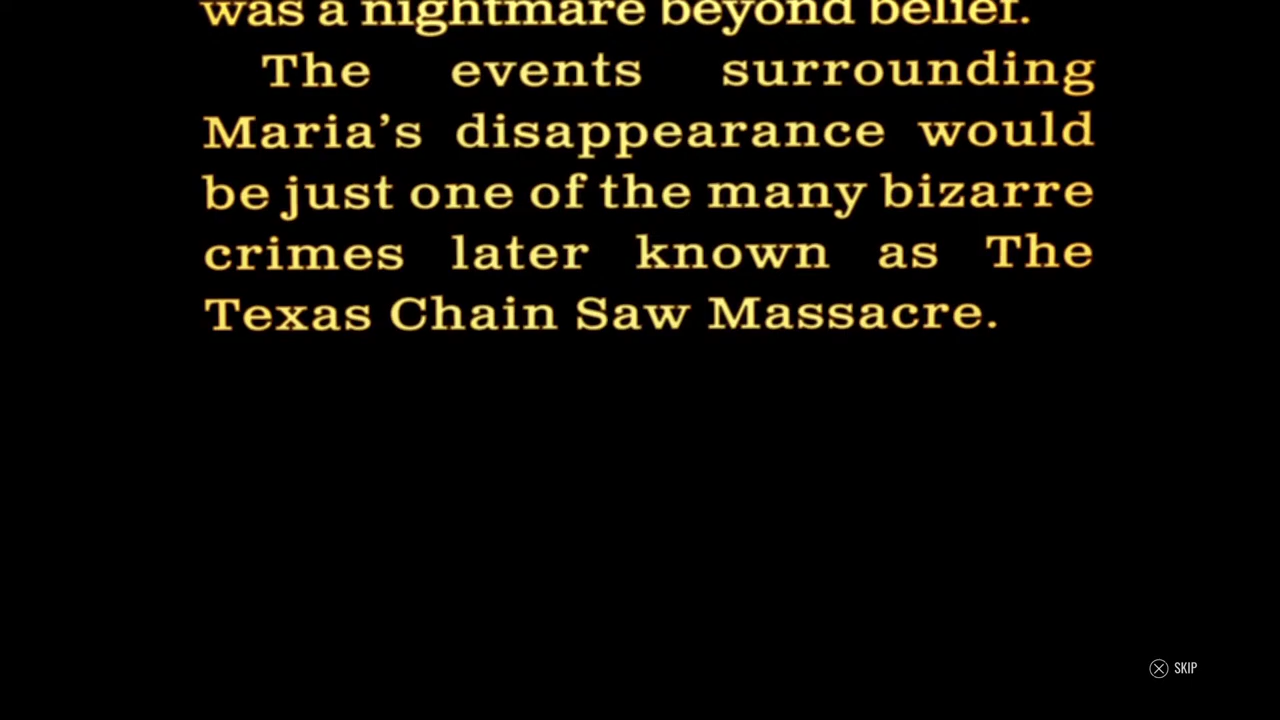 was a nightmare beyond belief.
The events surrounding
Maria’s disappearance would
be just one of the many bizarre
crimes later known as The
Texas Chain Saw Massacre.
SKIP